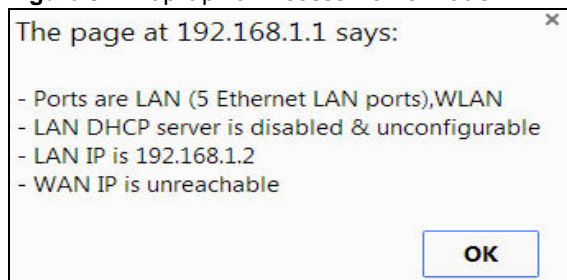 The page at 192.168.1.1 says:
- Ports are LAN (5 Ethernet LAN ports),WLAN
- LAN DHCP server is disabled & unconfigurable
- LAN IP is 192.168.1.2
- WAN IP is unreachable
OK